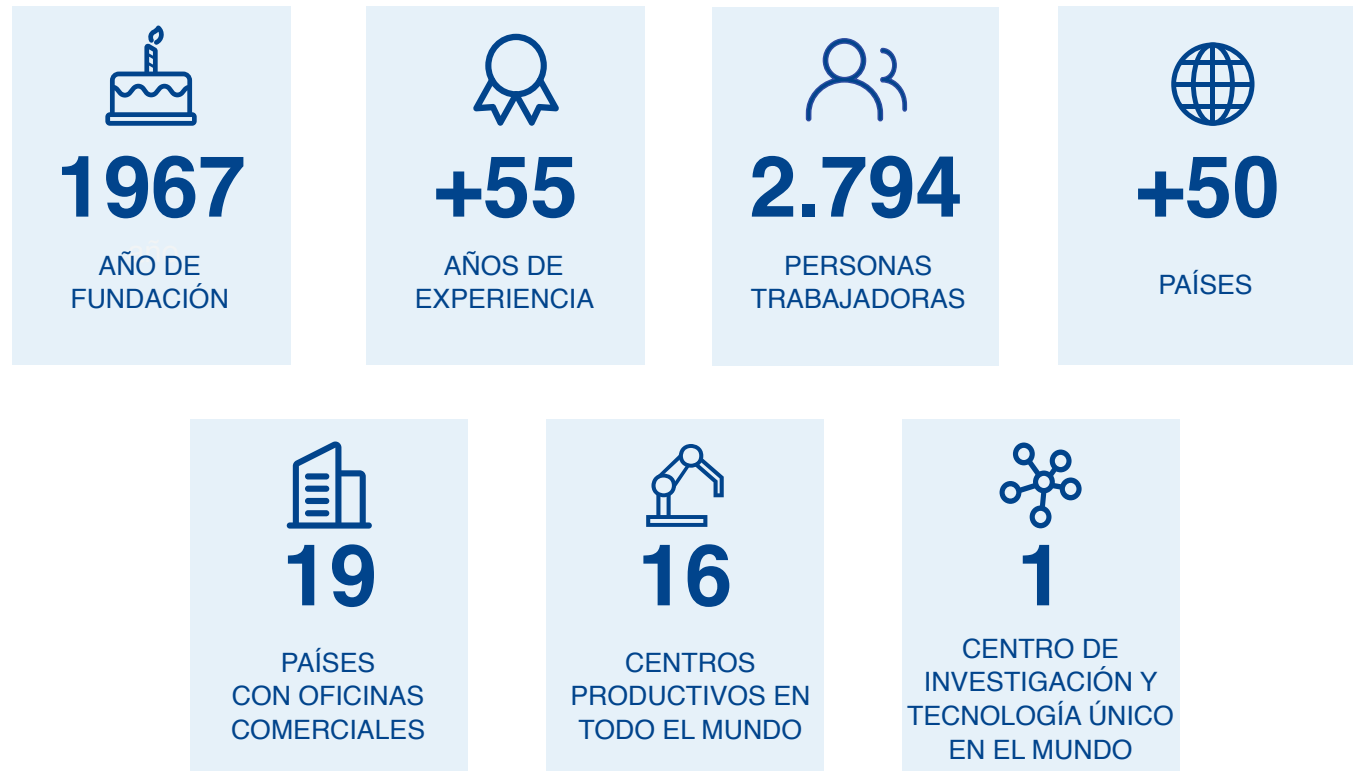 1967
AÑO DE
FUNDACIÓN
+55
AÑOS DE
EXPERIENCIA
2.794
PERSONAS
TRABAJADORAS
+50
PAÍSES
19
PAÍSES
CON OFICINAS
COMERCIALES
16
CENTROS
PRODUCTIVOS EN
TODO EL MUNDO
1
CENTRO DE
INVESTIGACIÓN Y
TECNOLOGÍA ÚNICO
EN EL MUNDO